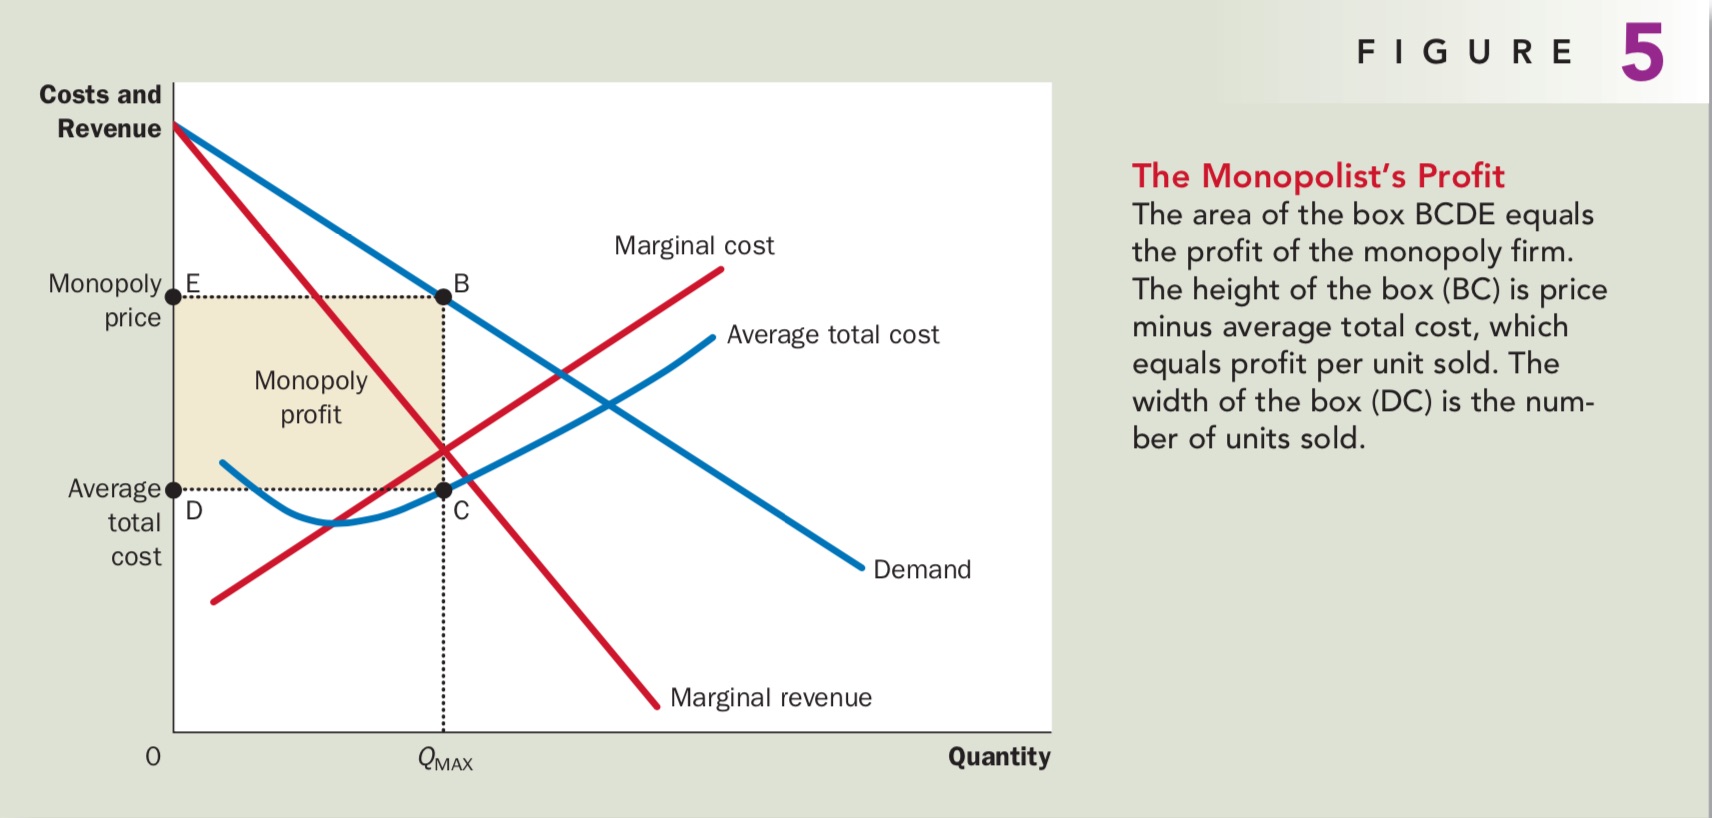 FIGURE 5
Costs and
Revenue
Marginal cost
Monopoly
price
E
B
Average total cost
Monopoly
profit
Average
total
cost
D
C
Demand
Marginal revenue
0
QMAX
Quantity
The Monopolist's Profit
The area of the box BCDE equals
the profit of the monopoly firm.
The height of the box (BC) is price
minus average total cost, which
equals profit per unit sold. The
width of the box (DC) is the num-
ber of units sold.